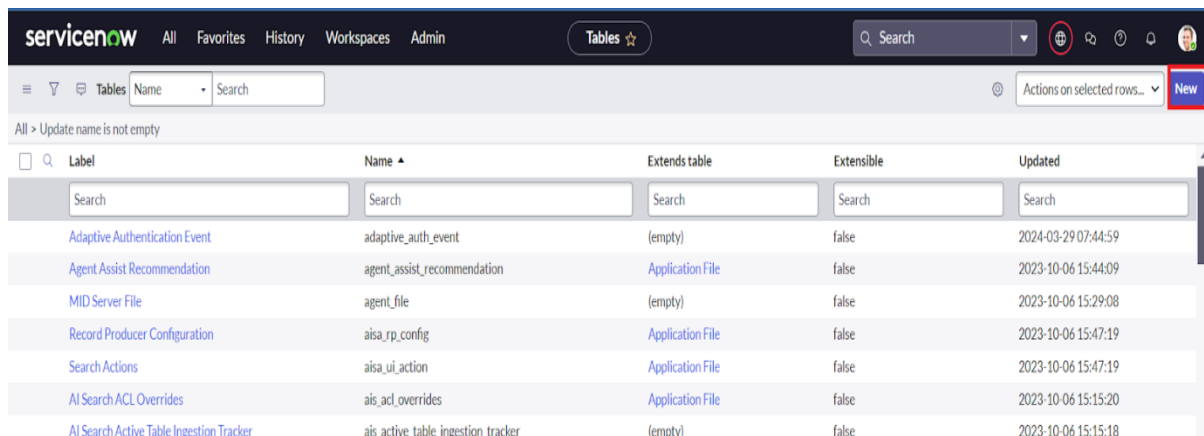 servicenow All Favorites History Workspaces Admin Tables Search
Tables Name Search Actions on selected rows... New
All > Update name is not empty
Label Name Extends table Extensible Updated
Search Search Search Search Search
Adaptive Authentication Event adaptive_auth_event (empty) false 2024-03-29 07:44:59
Agent Assist Recommendation agent_assist_recommendation Application File false 2023-10-06 15:44:09
MID Server File agent_file (empty) false 2023-10-06 15:29:08
Record Producer Configuration aisa_rp_config Application File false 2023-10-06 15:47:19
Search Actions aisa_ui_action Application File false 2023-10-06 15:47:19
AI Search ACL Overrides ais_acl_overrides Application File false 2023-10-06 15:15:20
AI Search Active Table Ingestion Tracker ais_active_table_ingestion_tracker (empty) false 2023-10-06 15:15:18